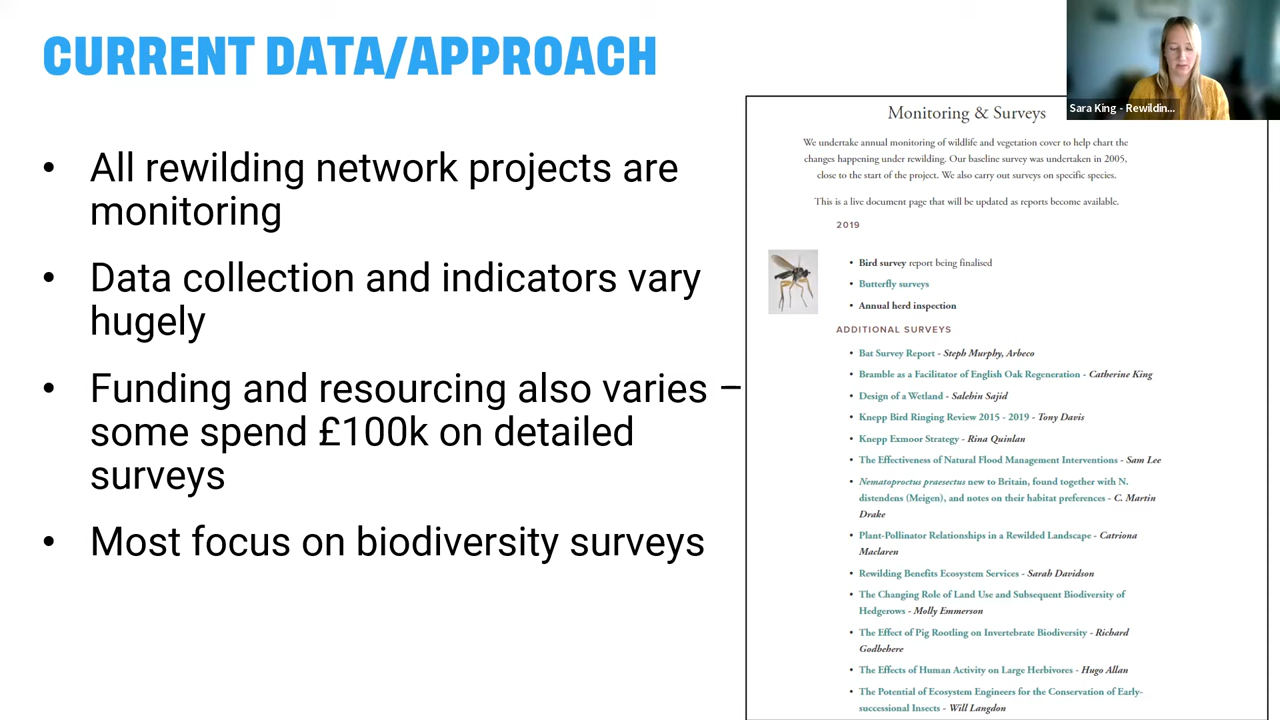 CURRENT DATA/APPROACH
Sara King - Rewildin...
• All rewilding network projects are
monitoring
• Data collection and indicators vary
hugely
• Funding and resourcing also varies –
some spend £100k on detailed
surveys
• Most focus on biodiversity surveys
Monitoring & Surveys
We undertake annual monitoring of wildlife and vegetation cover to help chart the
changes happening under rewilding. Our baseline survey was undertaken in 2005,
close to the start of the project. We also carry out surveys on specific species.
This is a live document page that will be updated as reports become available.
2019
• Bird survey report being finalised
• Butterfly surveys
• Annual herd inspection
ADDITIONAL SURVEYS
• Bat Survey Report - Steph Murphy, Arbeco
• Bramble as a Facilitator of English Oak Regeneration - Catherine King
• Design of a Wetland - Salehin Sajid
• Knepp Bird Ringing Review 2015 - 2019 - Tony Davis
• Knepp Exmoor Strategy - Rina Quinlan
• The Effectiveness of Natural Flood Management Interventions - Sam Lee
• Nematoproctus praesectus new to Britain, found together with N.
distendens (Meigen), and notes on their habitat preferences - C. Martin
Drake
• Plant-Pollinator Relationships in a Rewilded Landscape - Catriona
Maclaren
• Rewilding Benefits Ecosystem Services - Sarah Davidson
• The Changing Role of Land Use and Subsequent Biodiversity of
Hedgerows - Molly Emmerson
• The Effect of Pig Rootling on Invertebrate Biodiversity - Richard
Godbehere
• The Effects of Human Activity on Large Herbivores - Hugo Allan
• The Potential of Ecosystem Engineers for the Conservation of Early-
successional Insects - Will Langdon